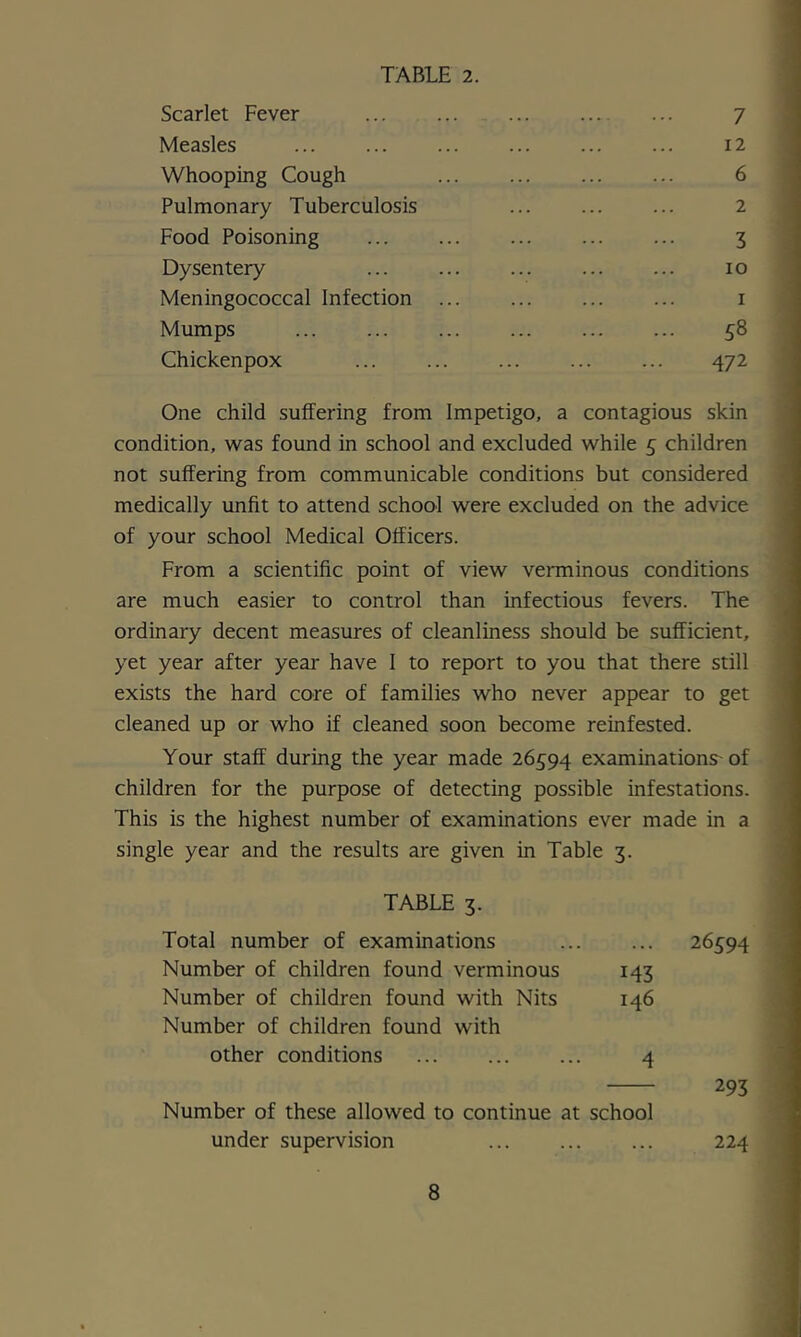 TABLE 2.
Scarlet Fever ... ... ... ... ... 7
Measles ... ... ... ... ... ... 12
Whooping Cough ... ... ... ... 6
Pulmonary Tuberculosis ... ... ... 2
Food Poisoning ... ... ... ... ... 3
Dysentery ... ... ... ... ... 10
Meningococcal Infection ... ... ... ... 1
Mumps ... ... ... ... ... ... 58
Chickenpox ... ... ... ... ... 472
One child suffering from Impetigo, a contagious skin
condition, was found in school and excluded while 5 children
not suffering from communicable conditions but considered
medically unfit to attend school were excluded on the advice
of your school Medical Officers.
From a scientific point of view verminous conditions
are much easier to control than infectious fevers. The
ordinary decent measures of cleanliness should be sufficient,
yet year after year have I to report to you that there still
exists the hard core of families who never appear to get
cleaned up or who if cleaned soon become reinfested.
Your staff during the year made 26594 examinations of
children for the purpose of detecting possible infestations.
This is the highest number of examinations ever made in a
single year and the results are given in Table 3.
TABLE 3.
Total number of examinations ... ... 26594
Number of children found verminous 143
Number of children found with Nits 146
Number of children found with
other conditions ... ... ... 4
293
Number of these allowed to continue at school
under supervision ... ... ... 224
8